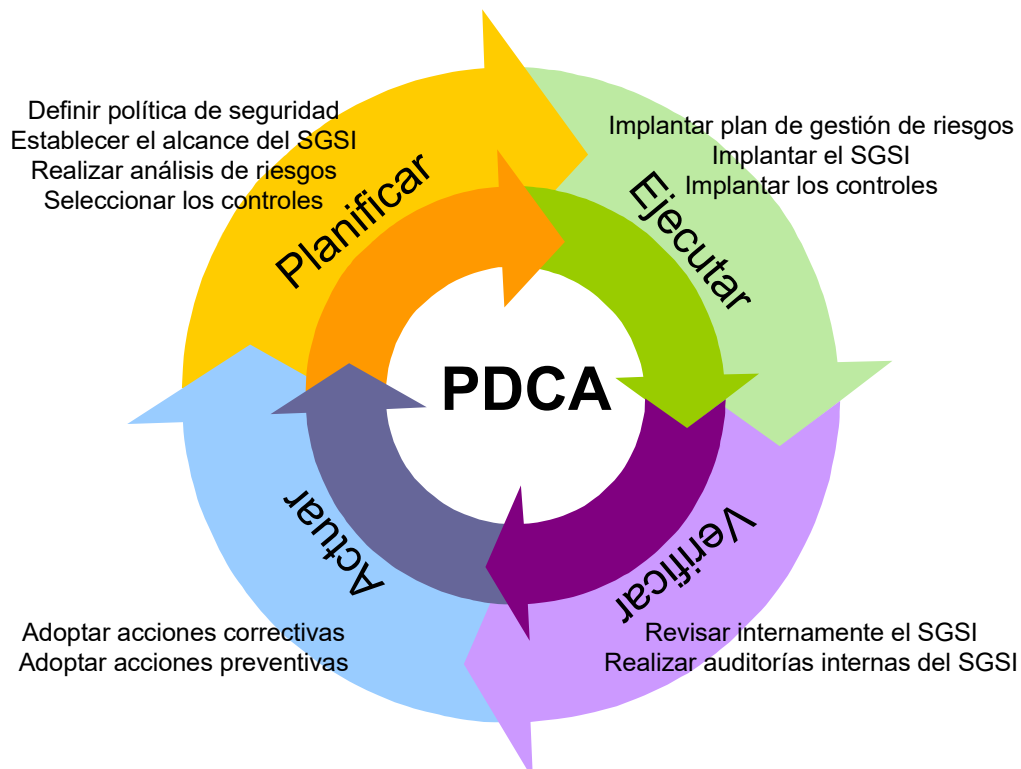 Definir política de seguridad
Establecer el alcance del SGSI
Realizar análisis de riesgos
Seleccionar los controles
Planificar
Implantar plan de gestión de riesgos
Implantar el SGSI
Implantar los controles
Ejecutar
PDCA
Actuar
Adoptar acciones correctivas
Adoptar acciones preventivas
Verificar
Revisar internamente el SGSI
Realizar auditorías internas del SGSI